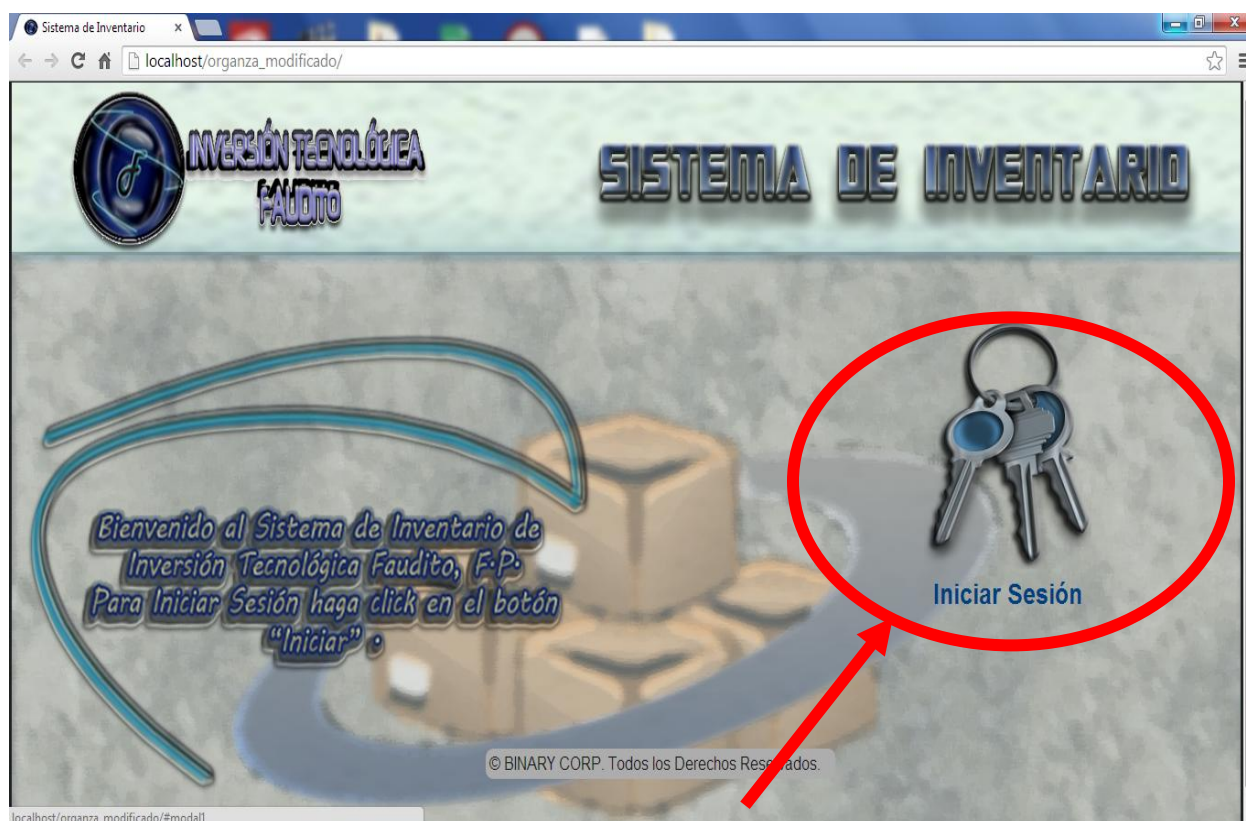 Sistema de Inventario
localhost/organza_modificado/
INVERSIÓN TECNOLÓGICA
FAUDITO
SISTEMA DE INVENTARIO
Bienvenido al Sistema de Inventario de
Inversión Tecnológica Faudito, F.P.
Para Iniciar Sesión haga click en el botón
“Iniciar” .
Iniciar Sesión
© BINARY CORP. Todos los Derechos Reservados.
localhost/organza_modificado/#modal1